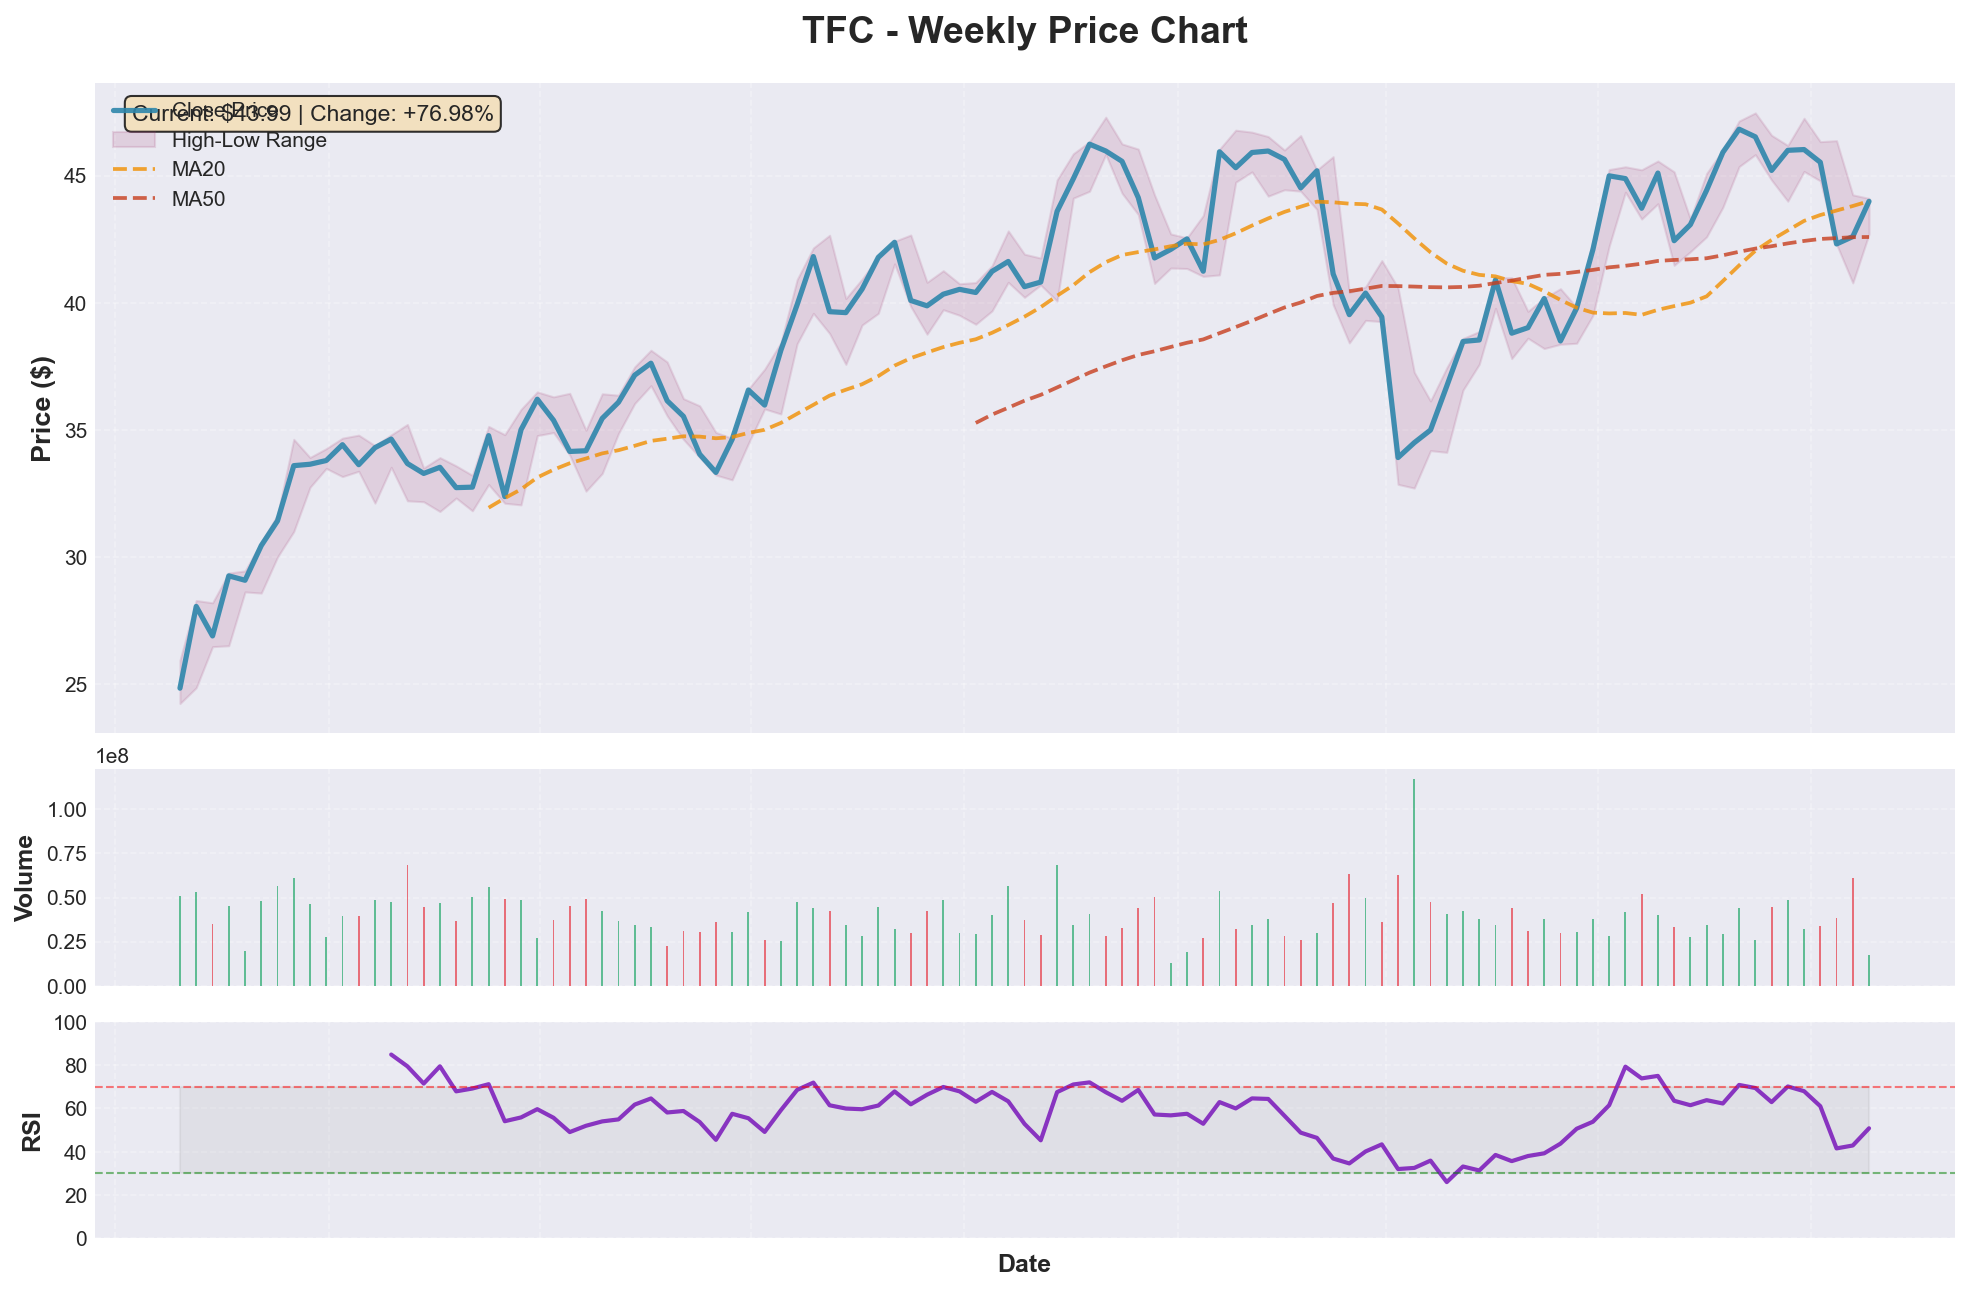 TFC - Weekly Price Chart
Current: $43.99 | Change: +76.98%
Close Price
High-Low Range
MA20
MA50
Price ($)
45
40
35
30
25
1e8
Volume
1.00
0.75
0.50
0.25
0.00
RSI
100
80
60
40
20
0
Date